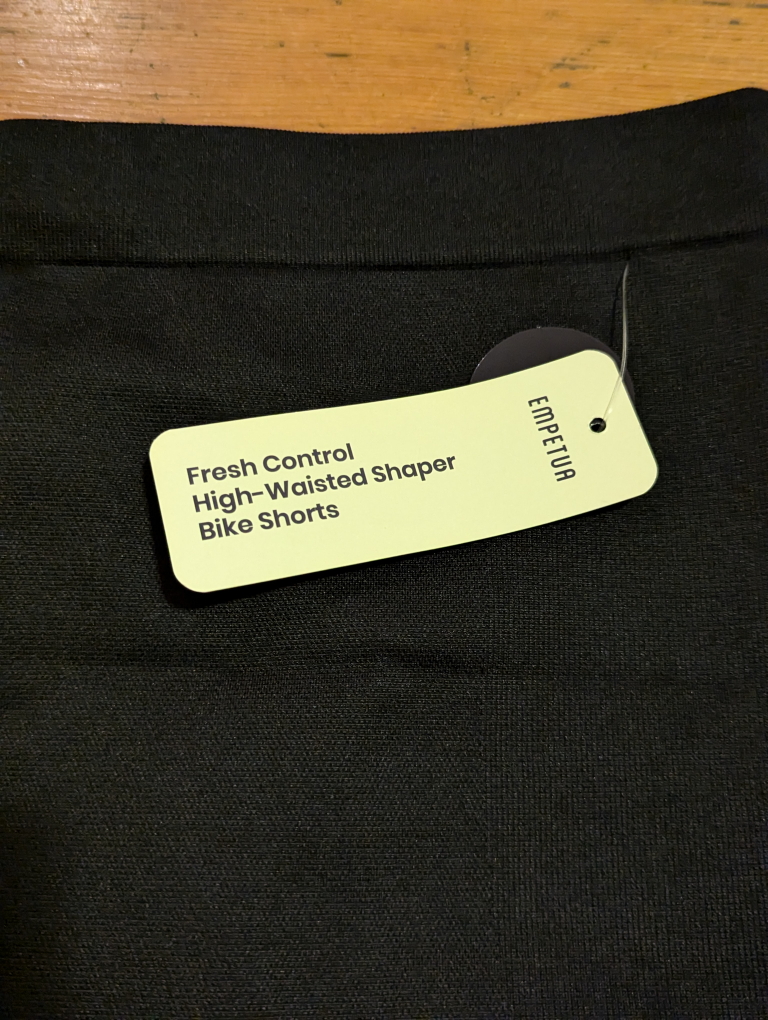 Fresh Control
High-Waisted Shaper
Bike Shorts
EMPETUA